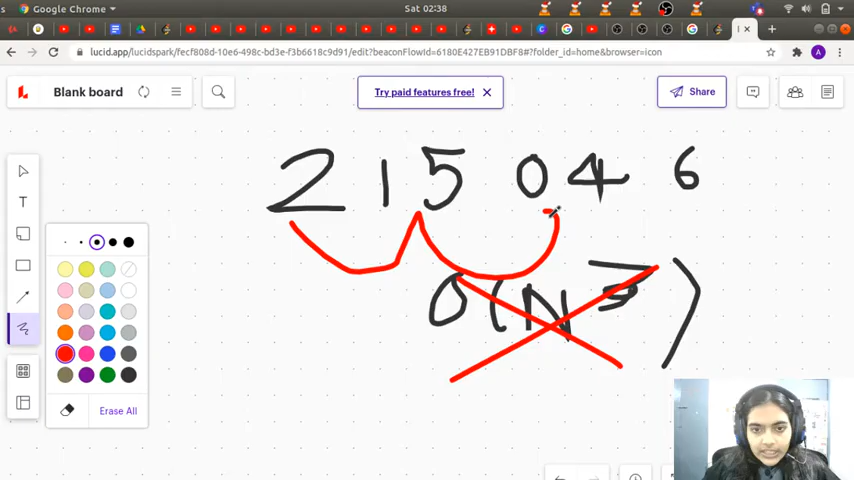 Google Chrome
Sat 02:38
lucid.app/lucidspark/fecf808d-10e6-498c-bd3e-f3b6618c9d91/edit?beaconFlowId=6180E427EB91DBF8#?folder_id=home&browser=icon
A
Blank board
Try paid features free!
Share
T
2 1 5 0 4 6
O(N3)
Erase All